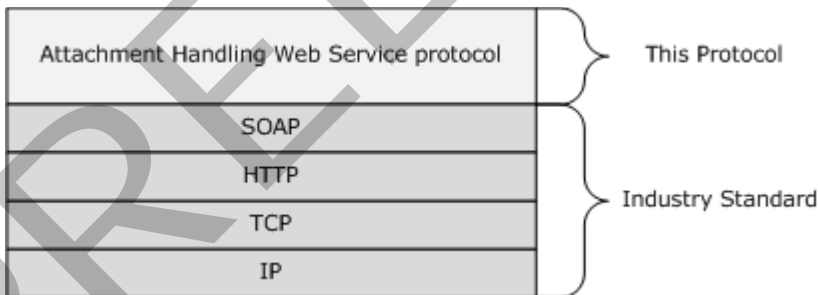 Attachment Handling Web Service protocol
This Protocol
SOAP
HTTP
TCP
IP
Industry Standard